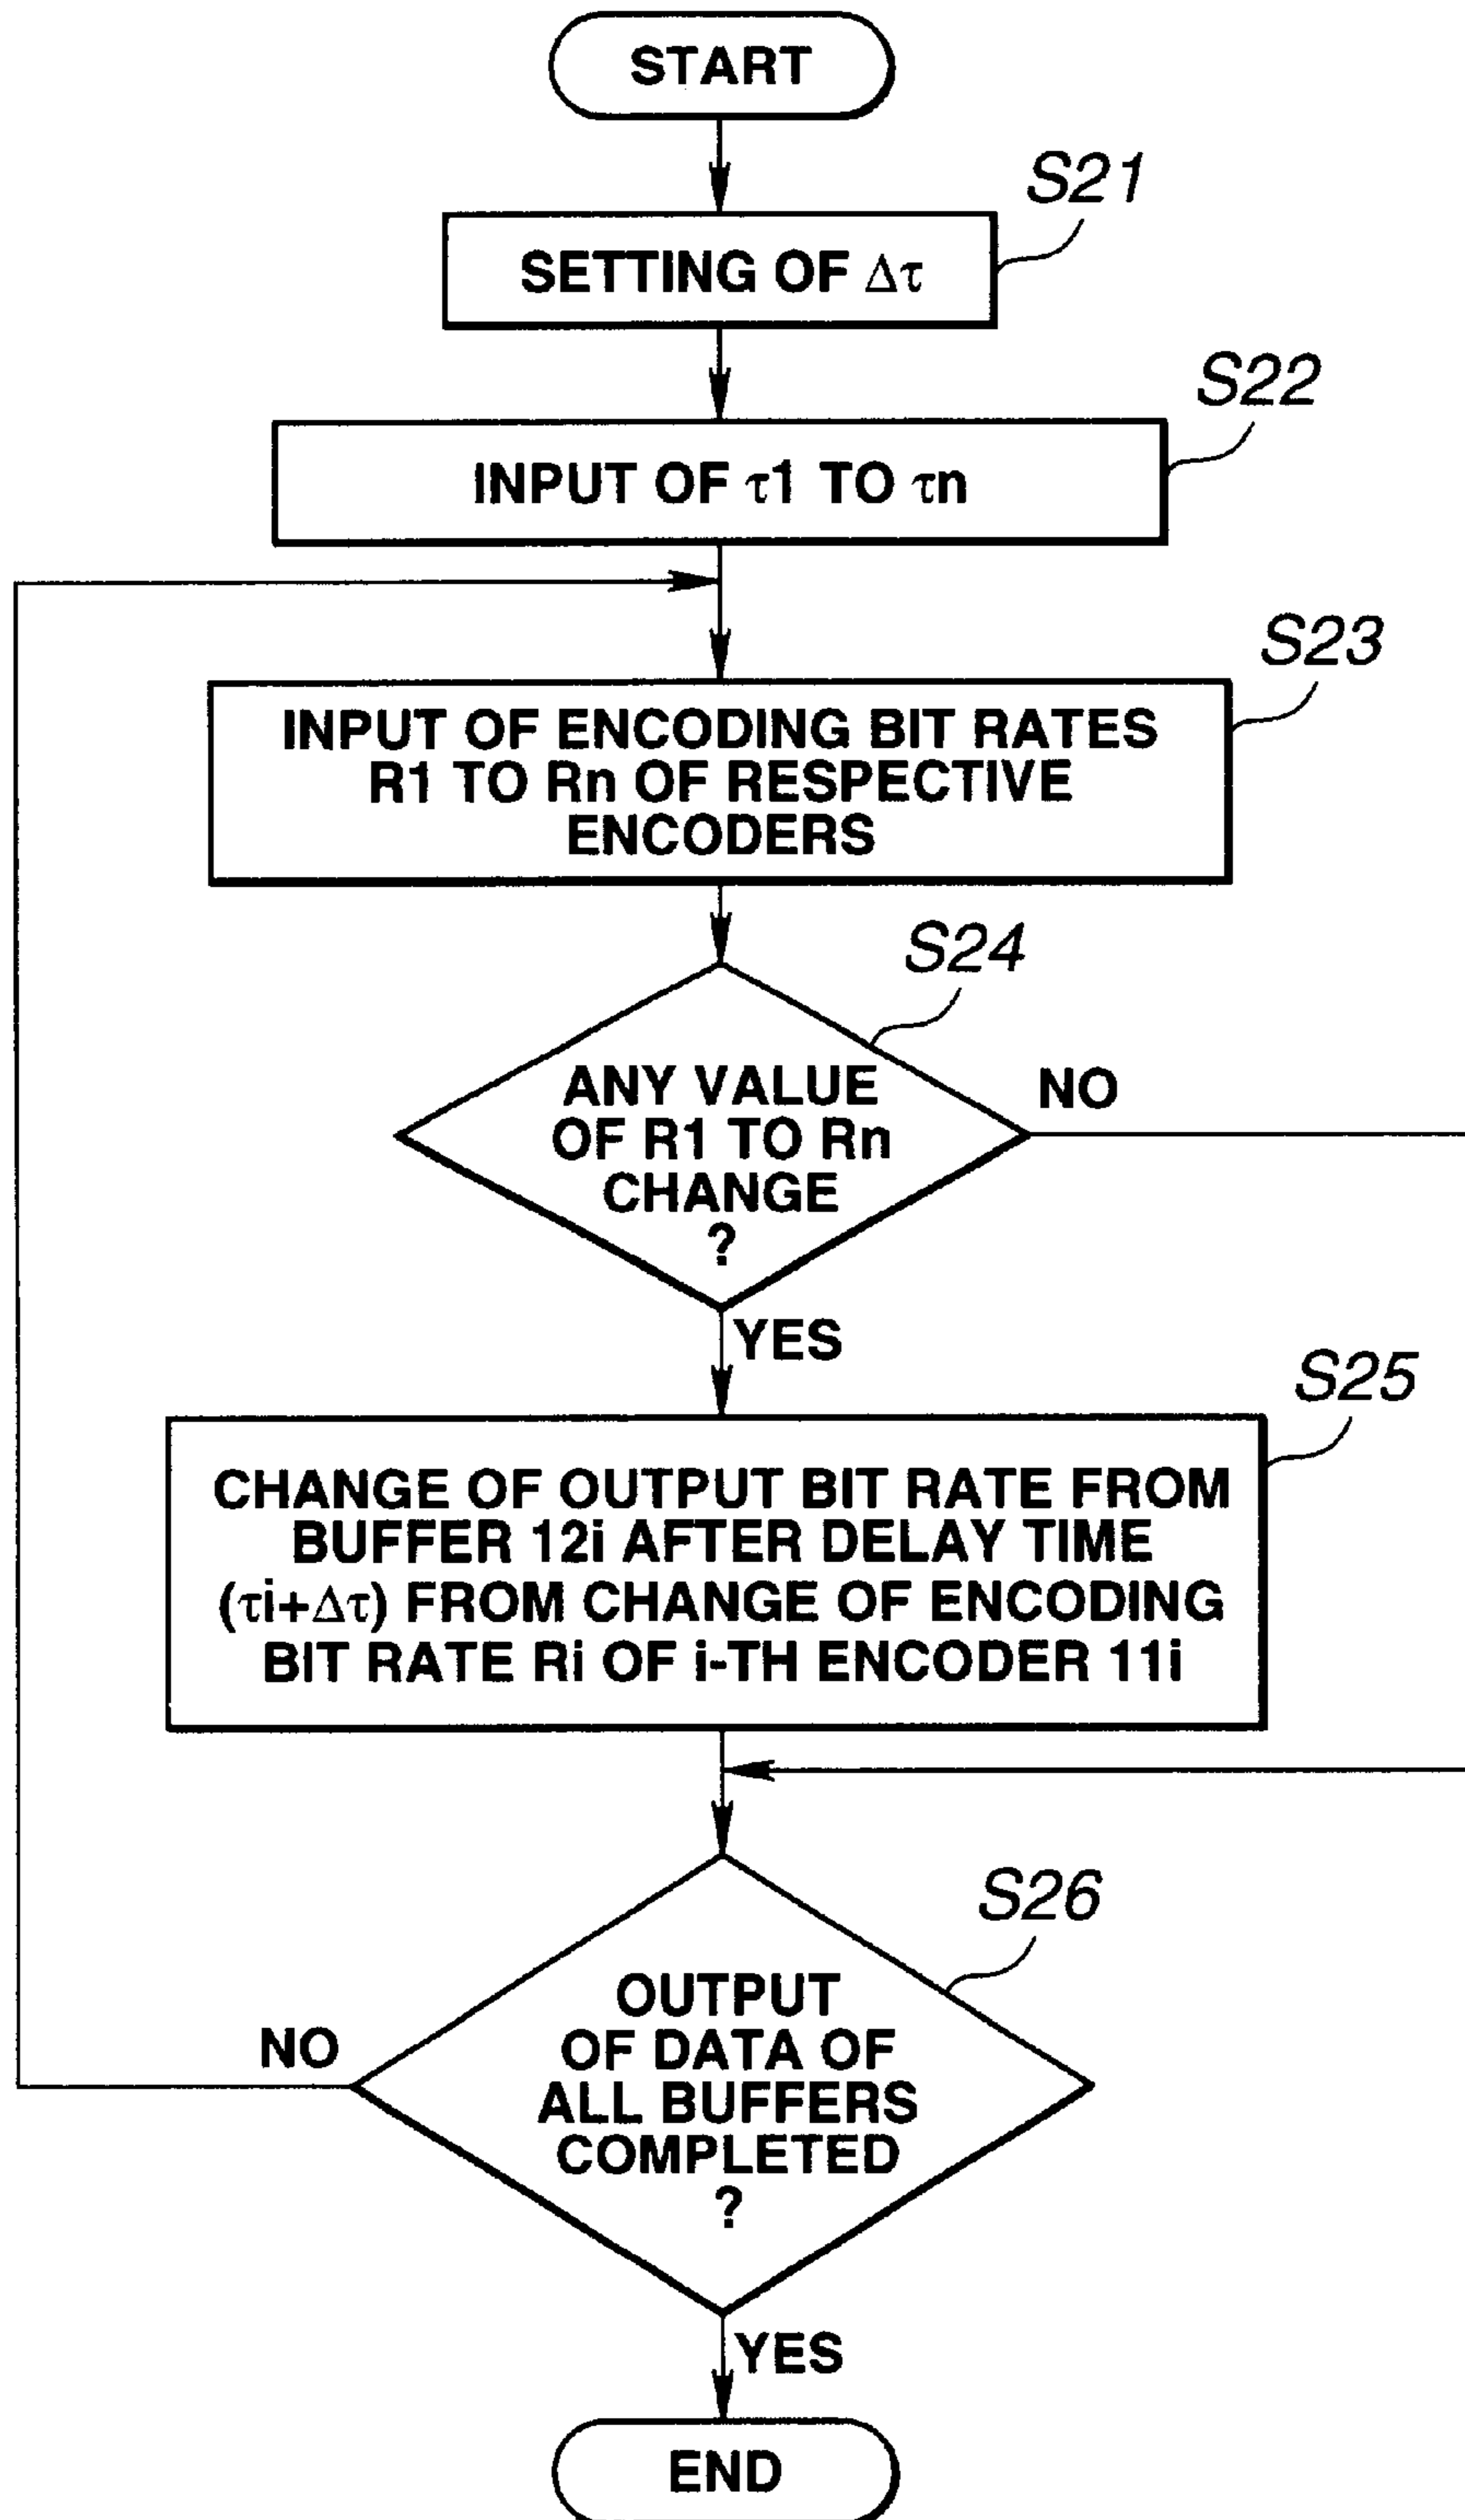 START
S21
SETTING OF Δτ
S22
INPUT OF τ1 TO τn
S23
INPUT OF ENCODING BIT RATES
R1 TO Rn OF RESPECTIVE
ENCODERS
S24
ANY VALUE
OF R1 TO Rn
CHANGE
?
NO
YES
S25
CHANGE OF OUTPUT BIT RATE FROM
BUFFER 12i AFTER DELAY TIME
(τi+Δτ) FROM CHANGE OF ENCODING
BIT RATE Ri OF i-TH ENCODER 11i
S26
OUTPUT
OF DATA OF
ALL BUFFERS
COMPLETED
?
NO
YES
END